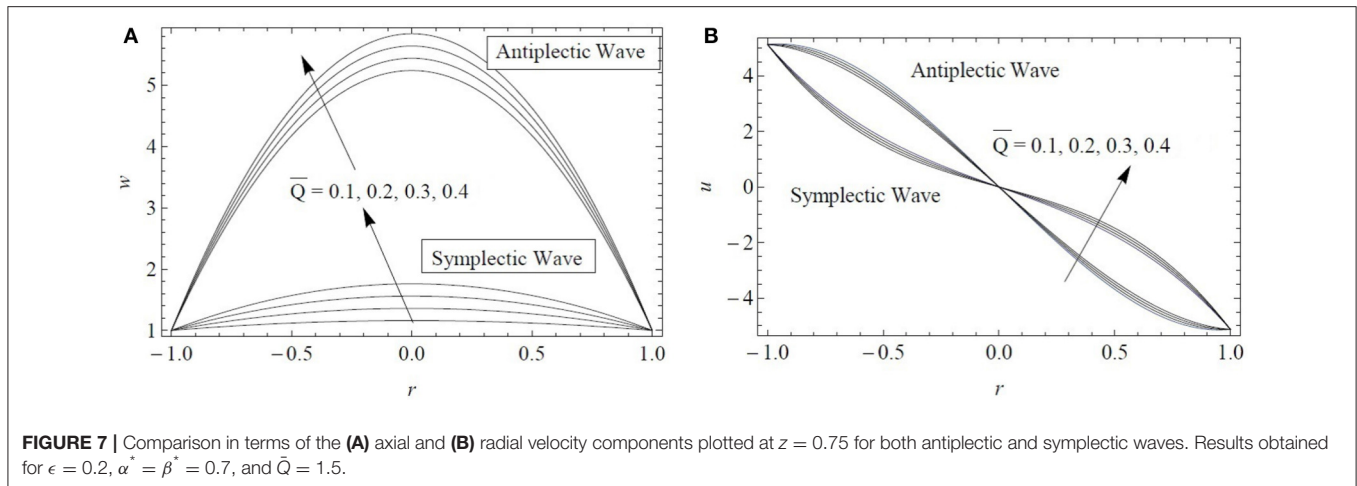 A
w
5
4
3
2
1
Antiplectic Wave
Q̅ = 0.1, 0.2, 0.3, 0.4
Symplectic Wave
−1.0 −0.5 0.0 0.5 1.0
r
B
u
4
2
0
−2
−4
Antiplectic Wave
Q̅ = 0.1, 0.2, 0.3, 0.4
Symplectic Wave
−1.0 −0.5 0.0 0.5 1.0
r
FIGURE 7 | Comparison in terms of the (A) axial and (B) radial velocity components plotted at z = 0.75 for both antiplectic and symplectic waves. Results obtained
for ϵ = 0.2, α* = β* = 0.7, and Q̄ = 1.5.